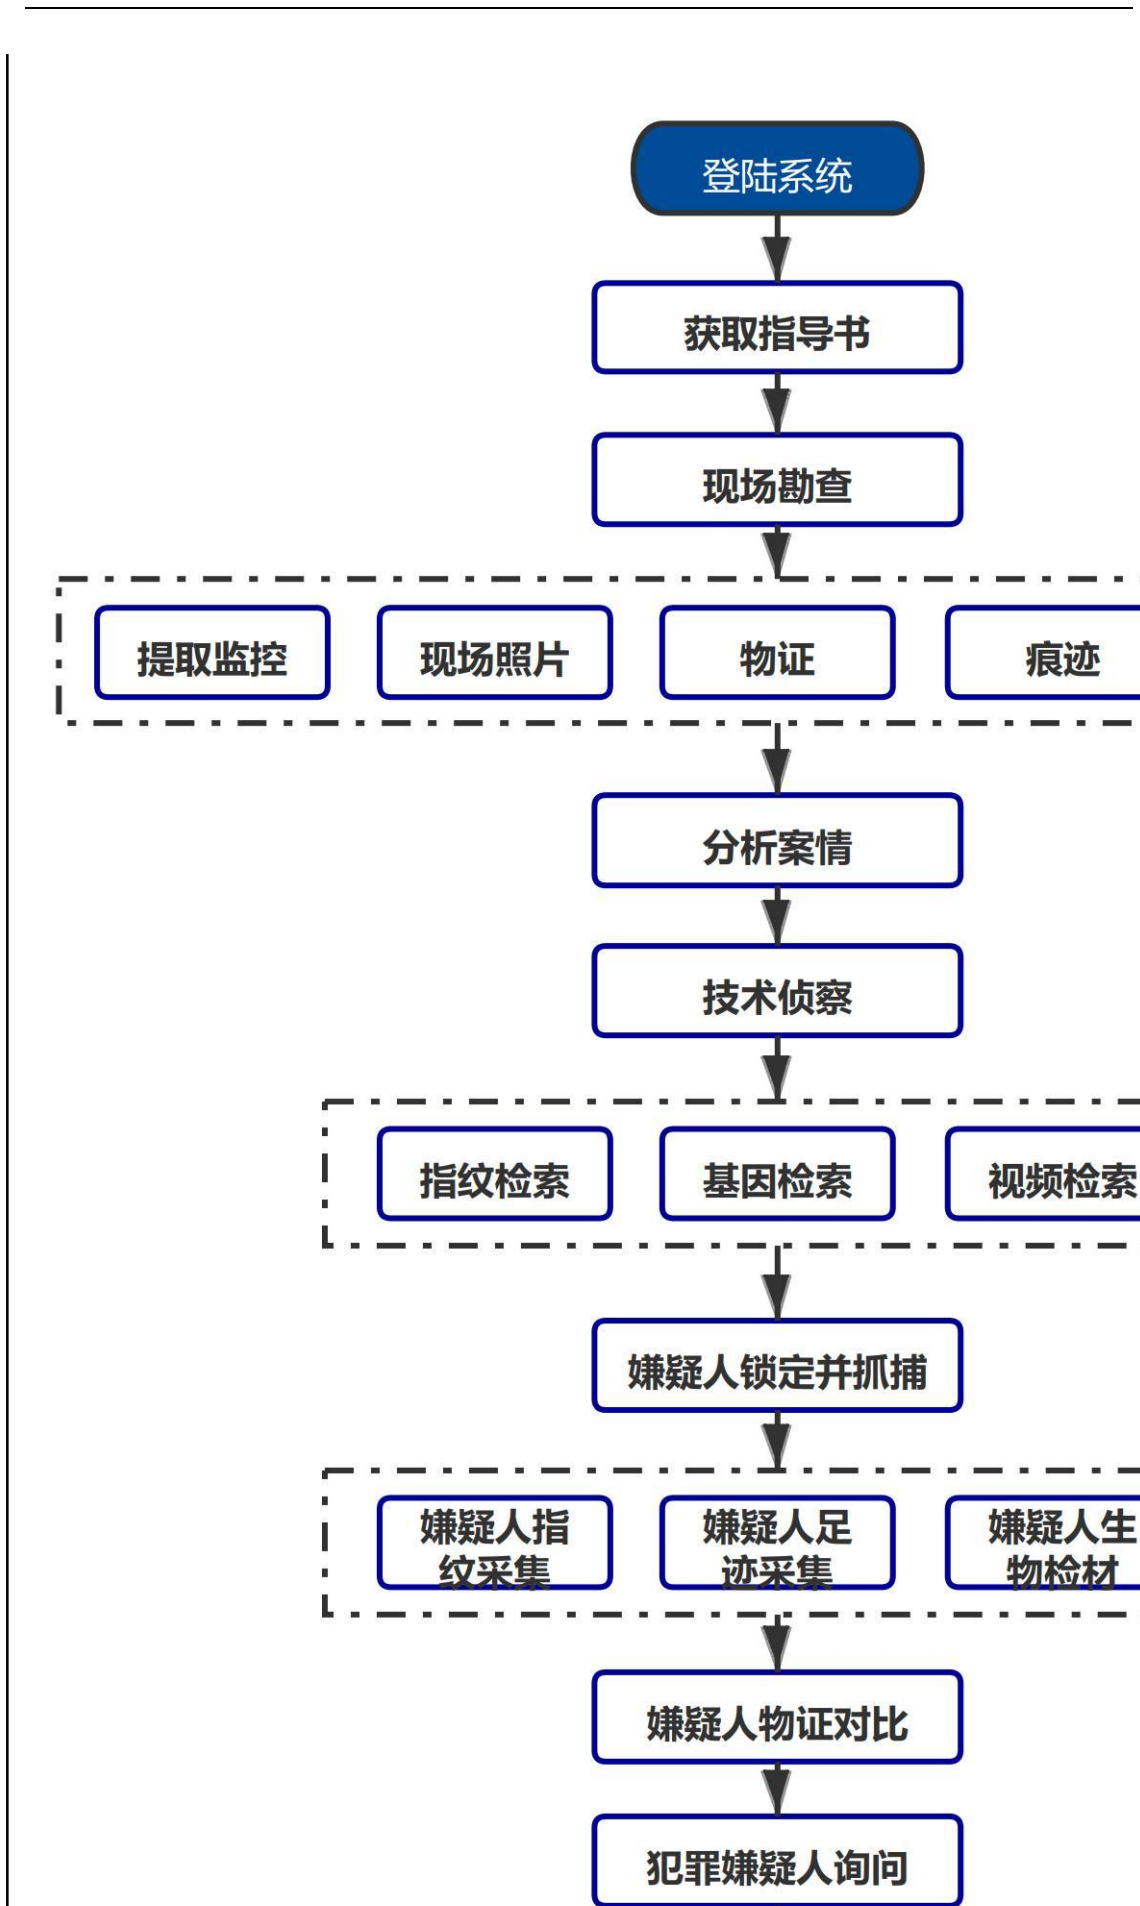 登陆系统
获取指导书
现场勘查
提取监控 现场照片 物证 痕迹
分析案情
技术侦察
指纹检索 基因检索 视频检索
嫌疑人锁定并抓捕
嫌疑人指
纹采集
嫌疑人足
迹采集
嫌疑人生
物检材
嫌疑人物证对比
犯罪嫌疑人询问